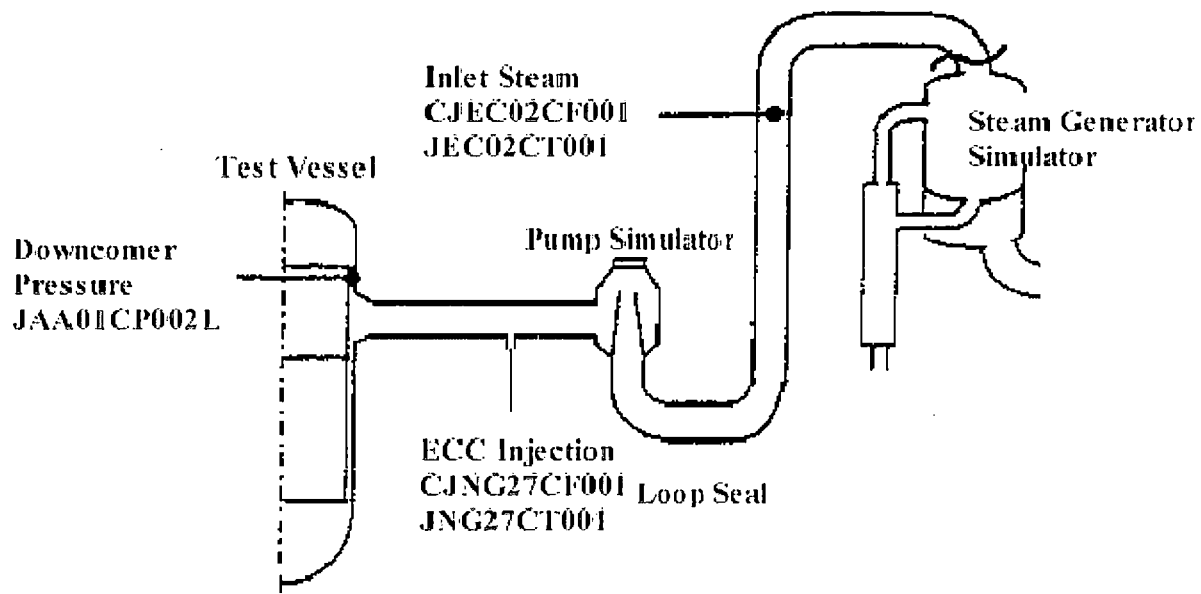 Inlet Steam
CJEC02CF001
JEC02CT001
Steam Generator
Simulator
Test Vessel
Downcomer
Pressure
JAA01CP002L
Pump Simulator
ECC Injection
CJNG27CF001
JNG27CT001
Loop Seal